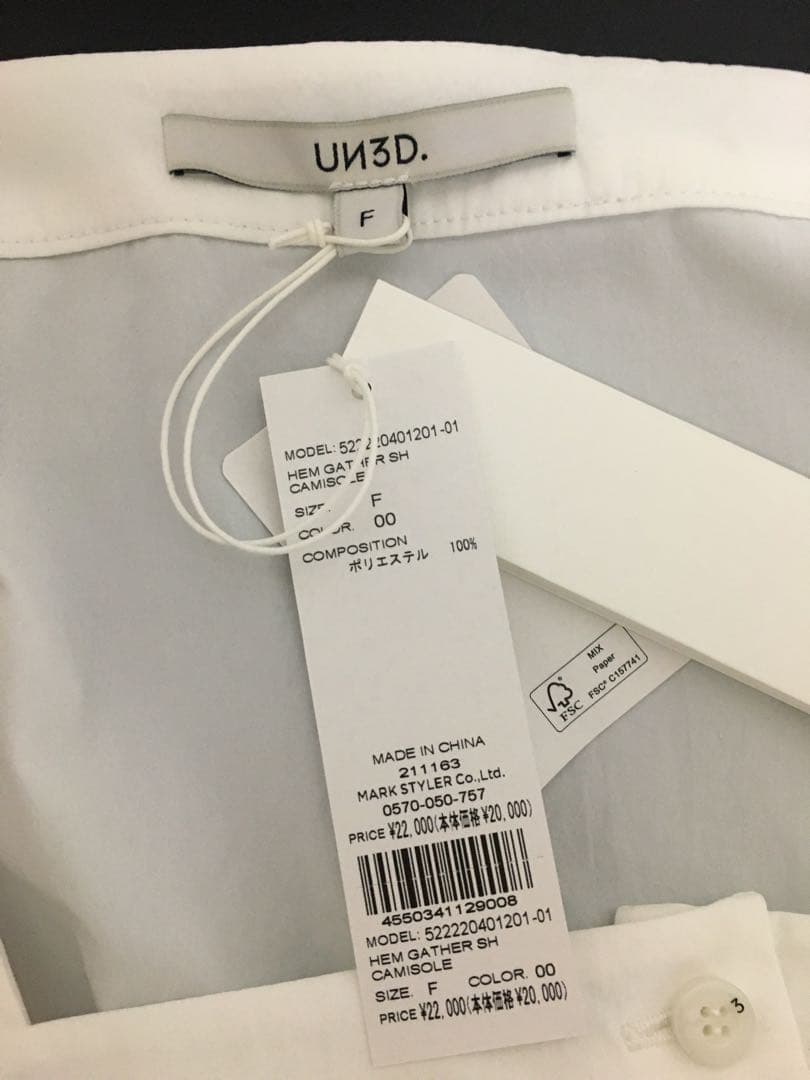 UN3D.
F
MODEL: 522220401201-01
HEM GATHER SH
CAMISOLE
SIZE. F
COLOR. 00
COMPOSITION
ポリエステル 100%
MIX
Paper
FSC® C157741
FSC
MADE IN CHINA
211163
MARK STYLER Co.,Ltd.
0570-050-757
PRICE ¥22,000(本体価格¥20,000)
4550341129008
MODEL: 522220401201-01
HEM GATHER SH
CAMISOLE
SIZE. F COLOR. 00
PRICE ¥22,000(本体価格¥20,000)
3